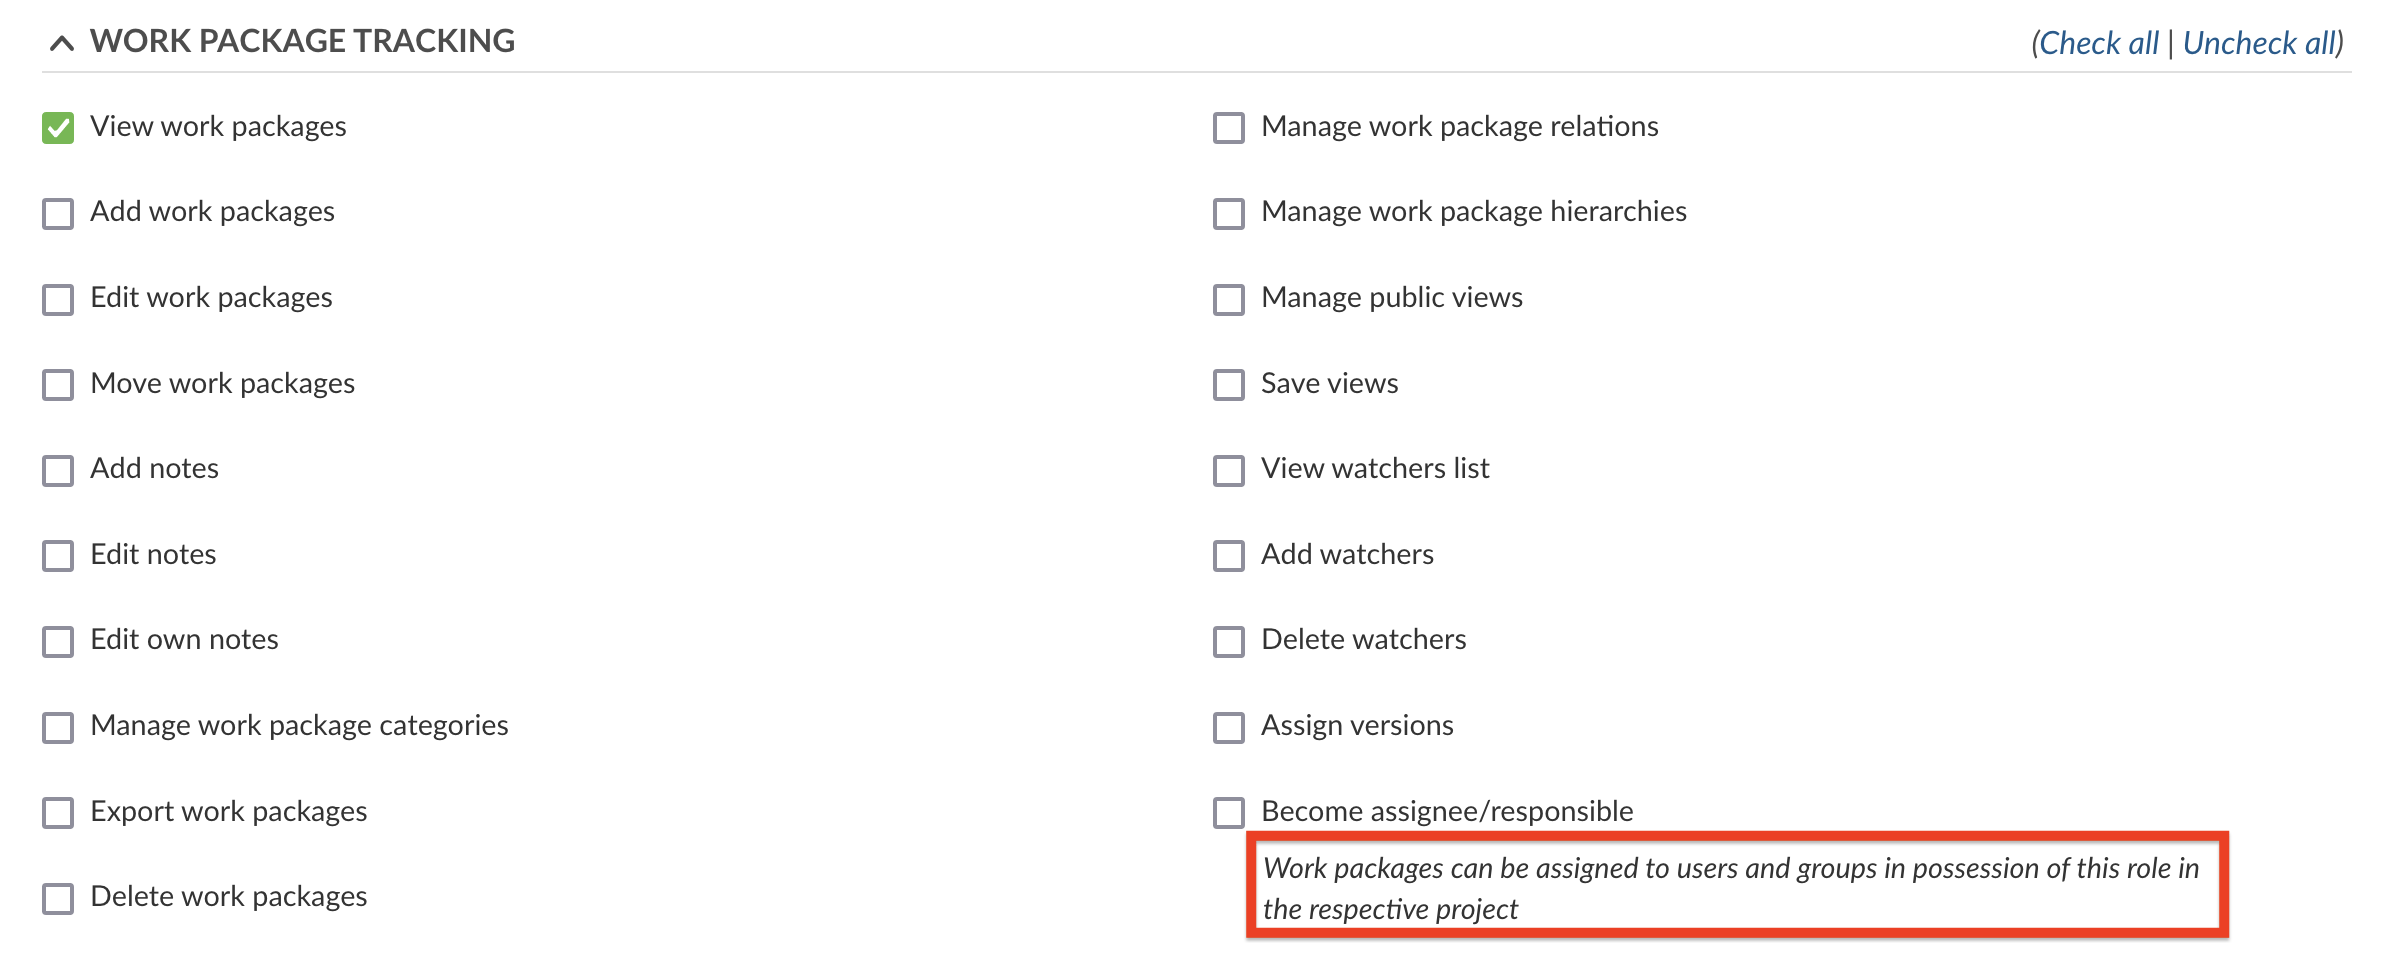 WORK PACKAGE TRACKING
(Check all | Uncheck all)
View work packages
Add work packages
Edit work packages
Move work packages
Add notes
Edit notes
Edit own notes
Manage work package categories
Export work packages
Delete work packages
Manage work package relations
Manage work package hierarchies
Manage public views
Save views
View watchers list
Add watchers
Delete watchers
Assign versions
Become assignee/responsible
Work packages can be assigned to users and groups in possession of this role in
the respective project